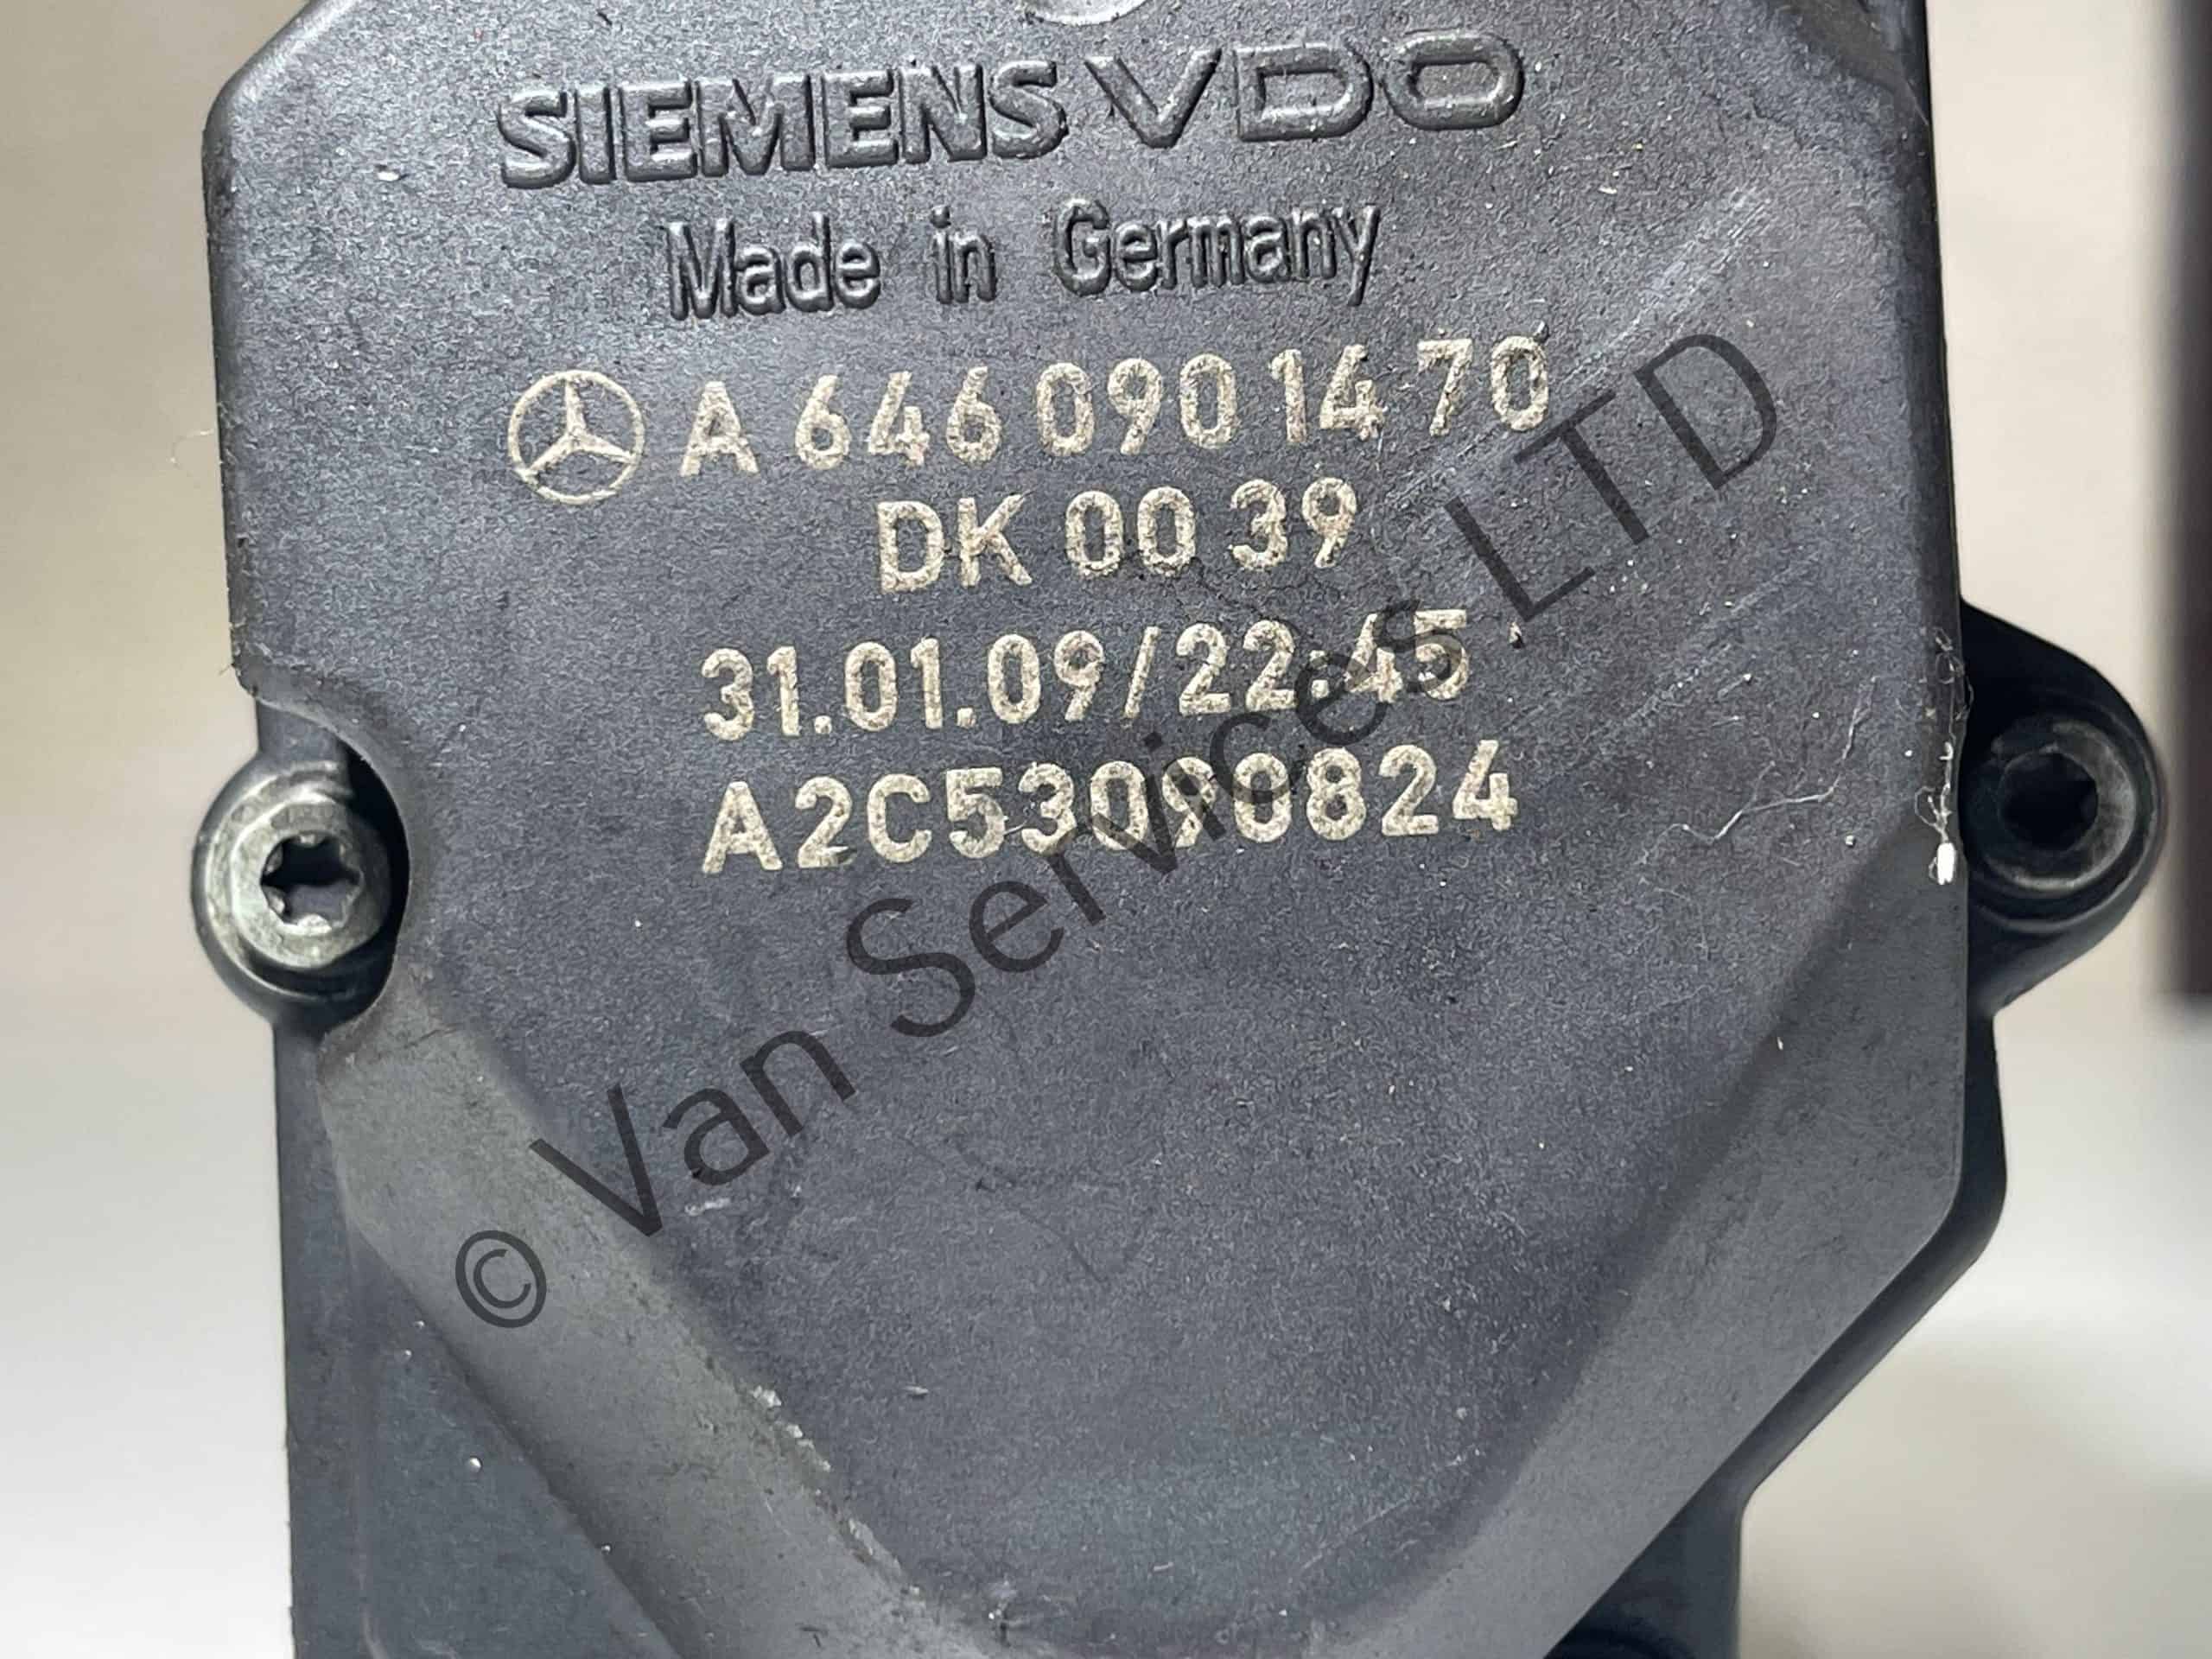 SIEMENS VDO
Made in Germany
A 646 090 14 70
DK 00 39
31.01.09/22:45
A2C53090824
© Van Services LTD